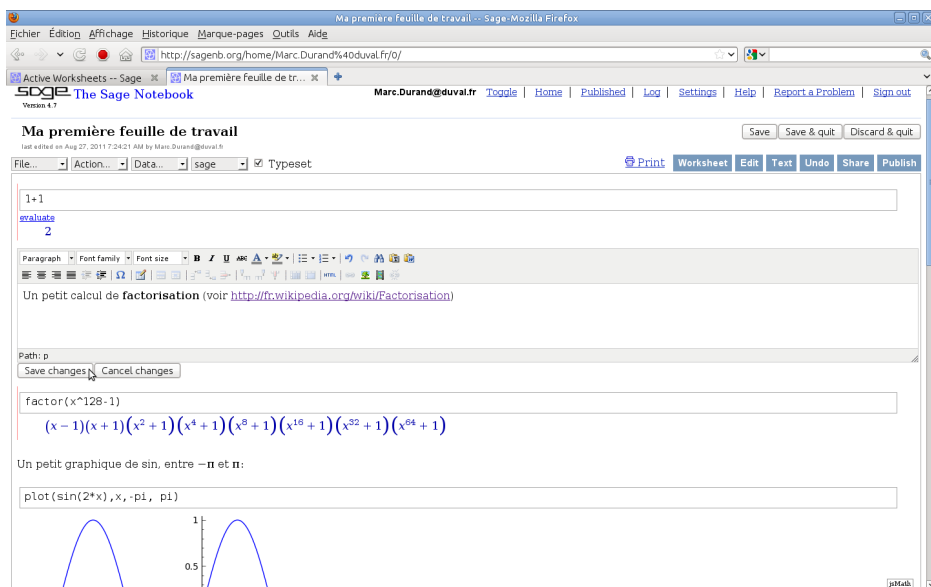 Ma première feuille de travail -- Sage-Mozilla Firefox
Fichier Édition Affichage Historique Marque-pages Outils Aide
http://sagenb.org/home/Marc.Durand%40duval.fr/0/
Active Worksheets -- Sage Ma première feuille de tr...
sage The Sage Notebook Marc.Durand@duval.fr Toggle | Home | Published | Log | Settings | Help | Report a Problem | Sign out
Version 4.7
Ma première feuille de travail Save Save & quit Discard & quit
last edited on Aug 27, 2011 7:24:21 AM by Marc.Durand@duval.fr
File... Action... Data... sage Typeset Print Worksheet Edit Text Undo Share Publish
1+1
evaluate
2
Paragraph Font family Font size B I U ABC A ab
Ω HTML
Un petit calcul de factorisation (voir http://fr.wikipedia.org/wiki/Factorisation)
Path: p
Save changes Cancel changes
factor(x^128-1)
(x − 1)(x + 1)(x² + 1)(x⁴ + 1)(x⁸ + 1)(x¹⁶ + 1)(x³² + 1)(x⁶⁴ + 1)
Un petit graphique de sin, entre −π et π:
plot(sin(2*x),x,-pi, pi)
1
0.5
jsMath